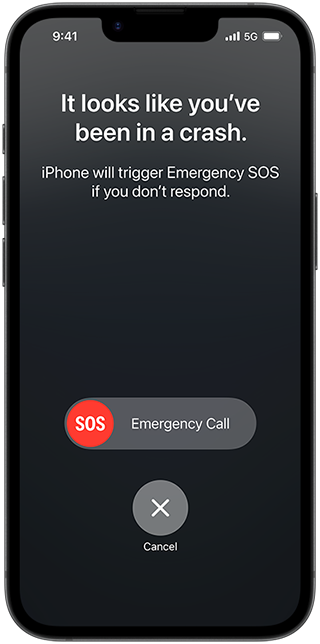 9:41
5G
It looks like you’ve
been in a crash.
iPhone will trigger Emergency SOS
if you don’t respond.
SOS Emergency Call
Cancel